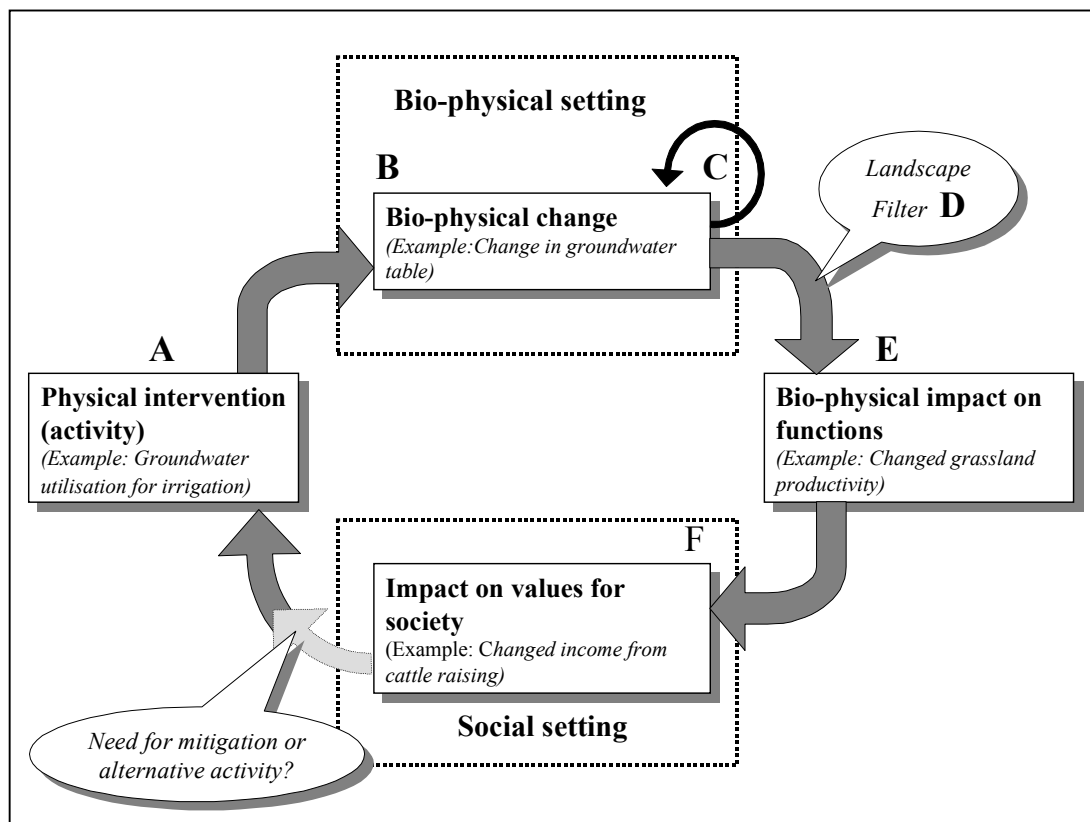 Bio-physical setting
B
C
Bio-physical change
(Example:Change in groundwater
table)
Landscape
Filter D
A
Physical intervention
(activity)
(Example: Groundwater
utilisation for irrigation)
E
Bio-physical impact on
functions
(Example: Changed grassland
productivity)
F
Impact on values for
society
(Example: Changed income from
cattle raising)
Social setting
Need for mitigation or
alternative activity?